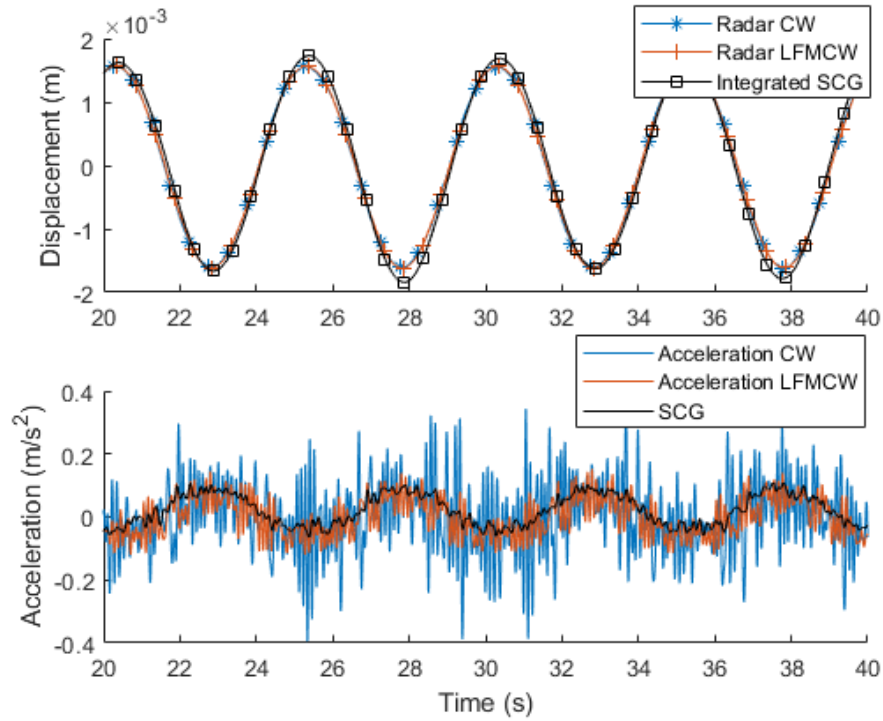 × 10⁻³
Radar CW
Radar LFMCW
Integrated SCG
Displacement (m)
2
1
0
-1
-2
20 22 24 26 28 30 32 34 36 38 40
Acceleration CW
Acceleration LFMCW
SCG
Acceleration (m/s²)
0.4
0.2
0
-0.2
-0.4
20 22 24 26 28 30 32 34 36 38 40
Time (s)